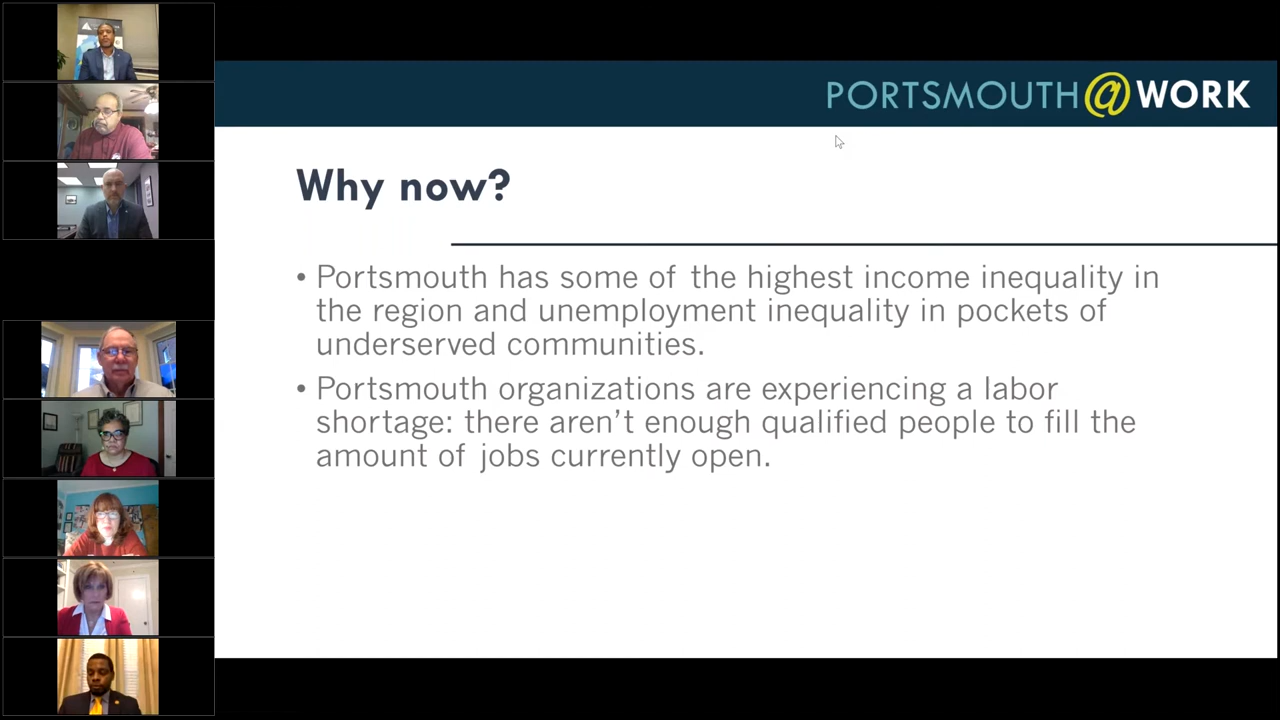 PORTSMOUTH@WORK
Why now?
• Portsmouth has some of the highest income inequality in
the region and unemployment inequality in pockets of
underserved communities.
• Portsmouth organizations are experiencing a labor
shortage: there aren't enough qualified people to fill the
amount of jobs currently open.